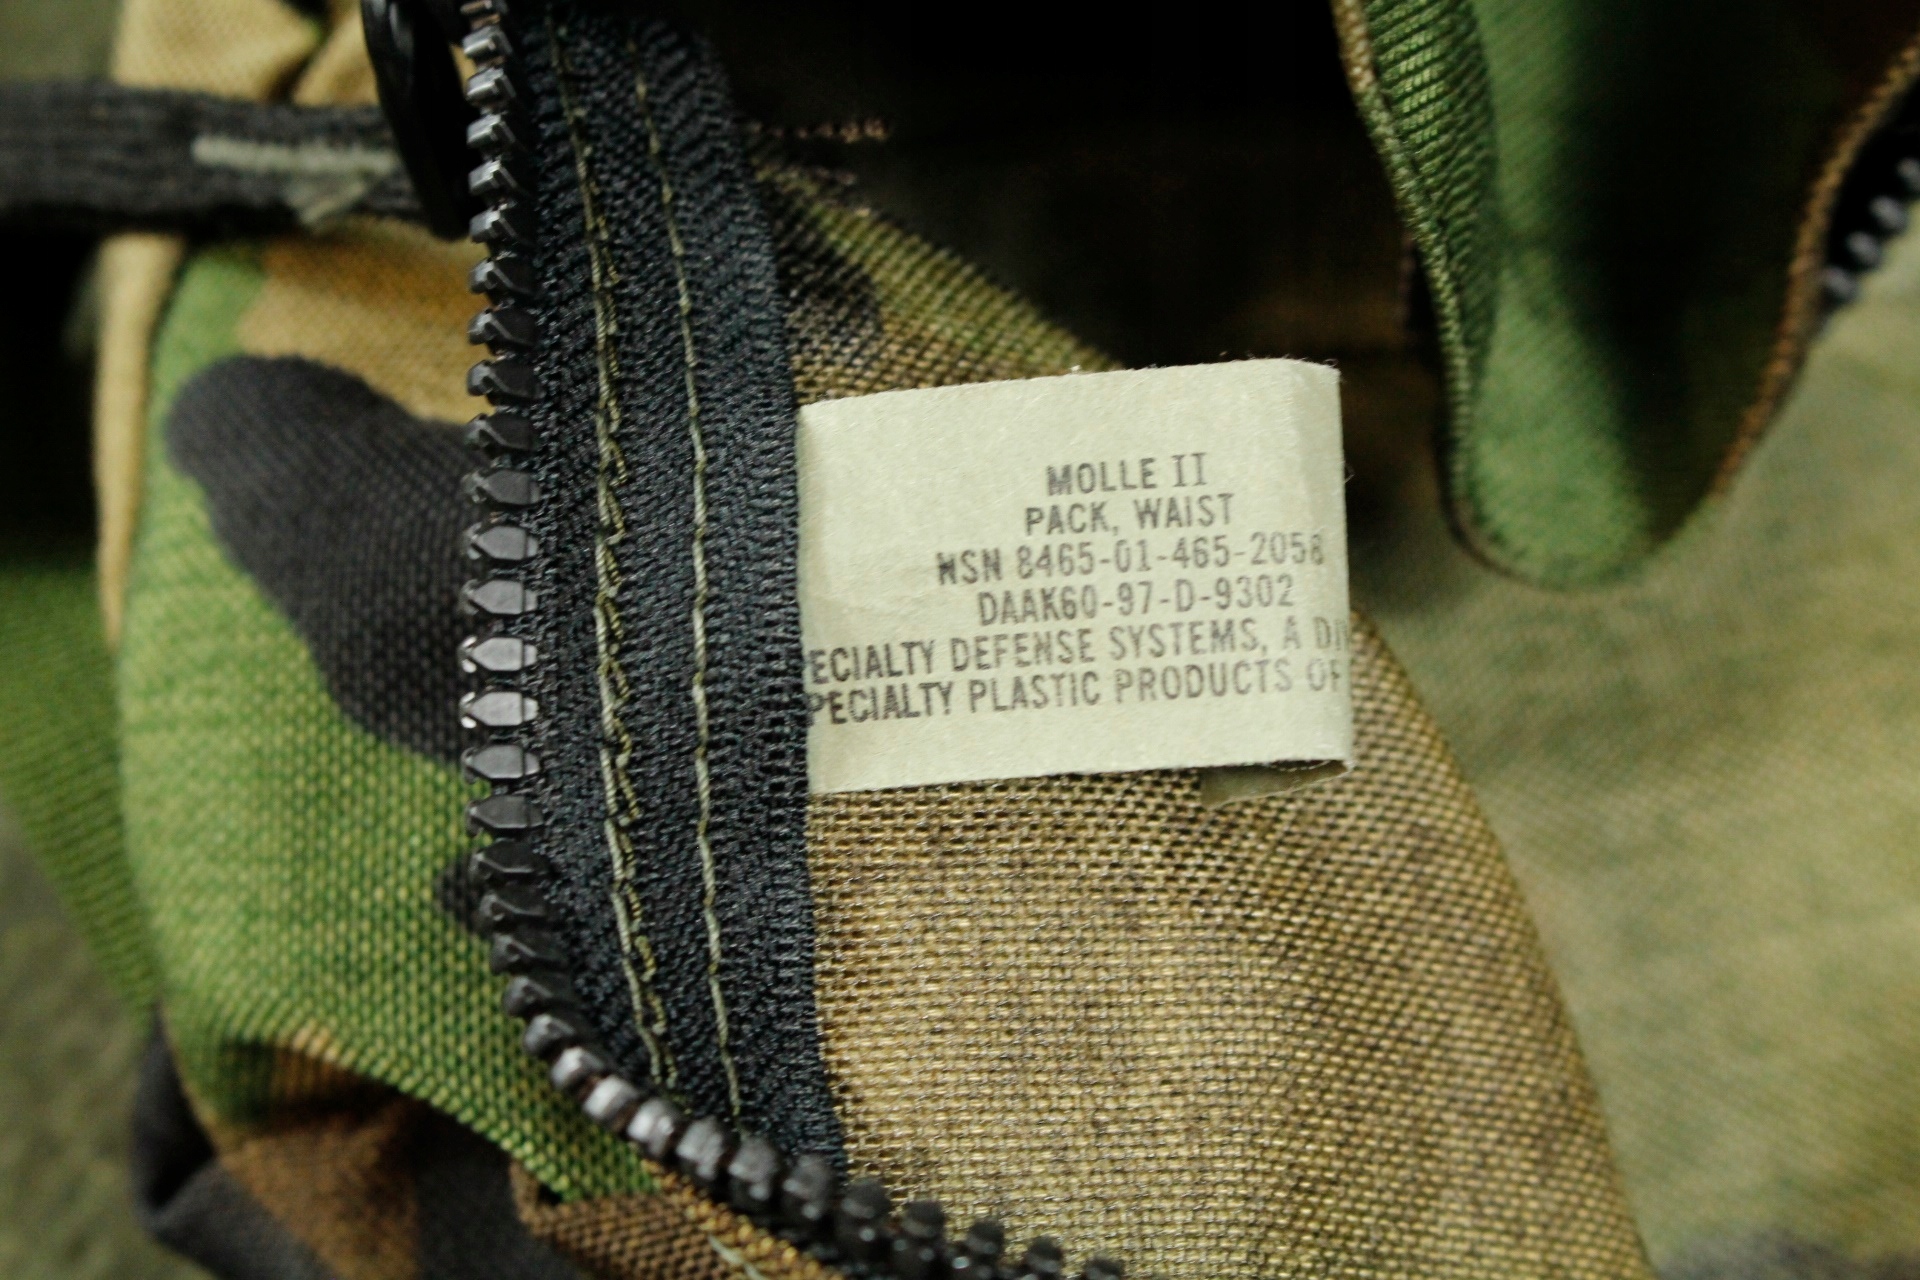 MOLLE II
PACK, WAIST
NSN 8465-01-465-2058
DAAK60-97-D-9302
ECIALTY DEFENSE SYSTEMS, A DIV
PECIALTY PLASTIC PRODUCTS OF